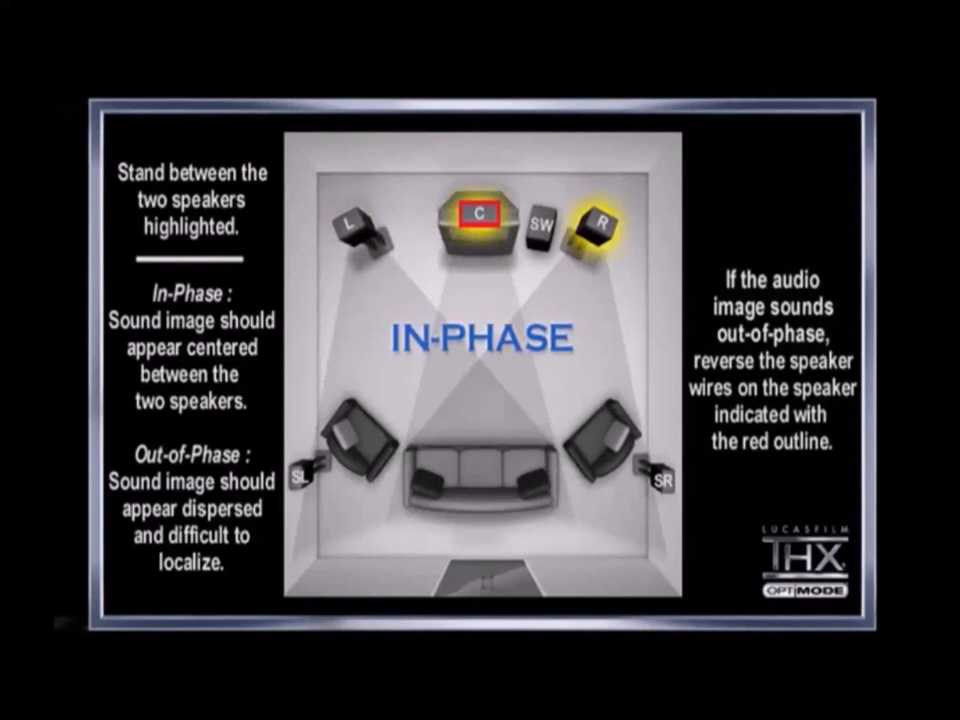 Stand between the
two speakers
highlighted.
In-Phase :
Sound image should
appear centered
between the
two speakers.
Out-of-Phase :
Sound image should
appear dispersed
and difficult to
localize.
L
C
SW
R
IN-PHASE
SL
SR
If the audio
image sounds
out-of-phase,
reverse the speaker
wires on the speaker
indicated with
the red outline.
LUCASFILM
THX
OPTIMODE